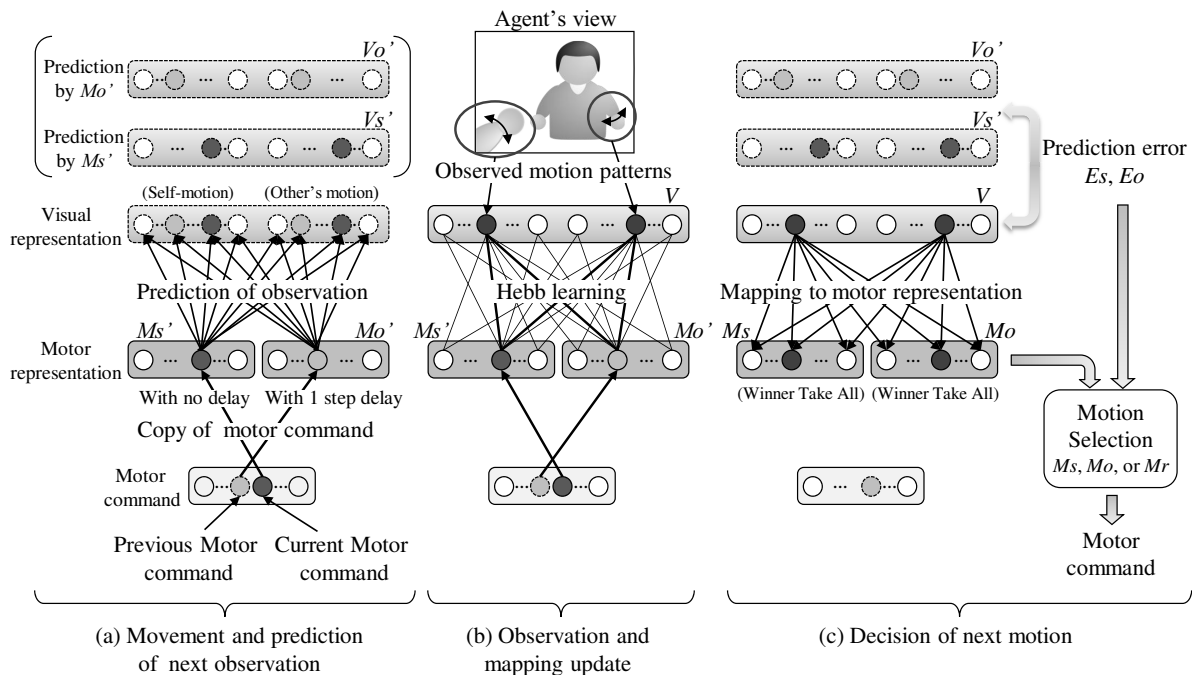 Agent's view
Vo'
Prediction
by Mo'
...
...
Vs'
Prediction
by Ms'
...
...
(Self-motion)
(Other's motion)
Visual
representation
...
...
Prediction of observation
Ms'
Mo'
Motor
representation
...
...
With no delay
With 1 step delay
Copy of motor command
Motor
command
...
...
Previous Motor
command
Current Motor
command
(a) Movement and prediction
of next observation
Observed motion patterns
V
...
...
Hebb learning
Ms'
Mo'
...
...
...
...
(b) Observation and
mapping update
Vo'
...
...
Vs'
...
...
Prediction error
Es, Eo
V
...
...
Mapping to motor representation
Ms
Mo
...
...
(Winner Take All)
(Winner Take All)
...
...
Motion
Selection
Ms, Mo, or Mr
Motor
command
(c) Decision of next motion